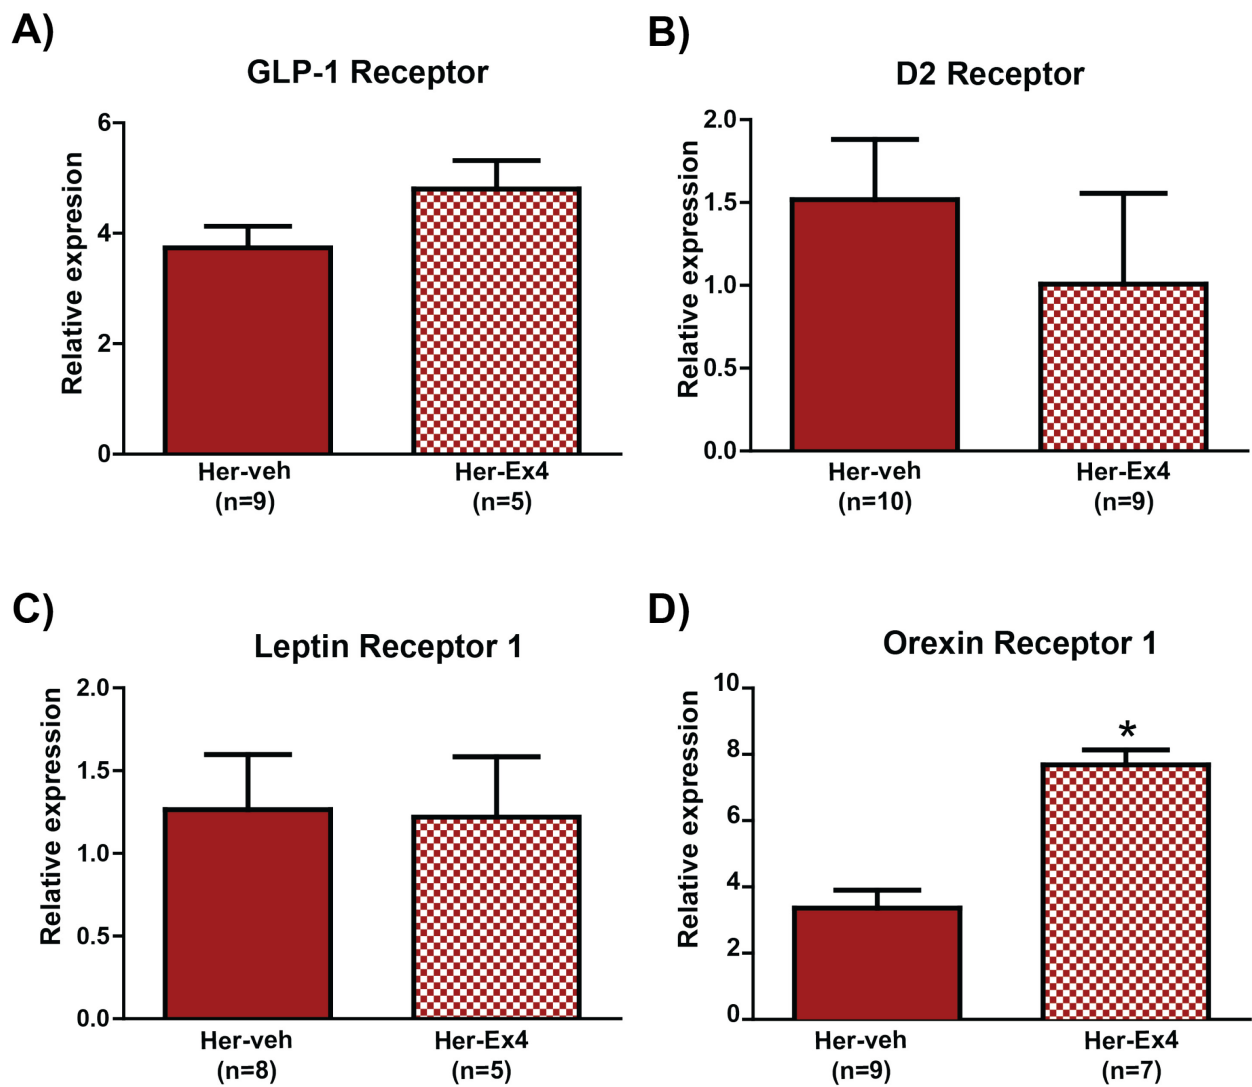 A)
GLP-1 Receptor
Relative expression
6
4
2
0
Her-veh
(n=9)
Her-Ex4
(n=5)
B)
D2 Receptor
Relative expression
2.0
1.5
1.0
0.5
0.0
Her-veh
(n=10)
Her-Ex4
(n=9)
C)
Leptin Receptor 1
Relative expression
2.0
1.5
1.0
0.5
0.0
Her-veh
(n=8)
Her-Ex4
(n=5)
D)
Orexin Receptor 1
Relative expression
10
8
6
4
2
0
*
Her-veh
(n=9)
Her-Ex4
(n=7)